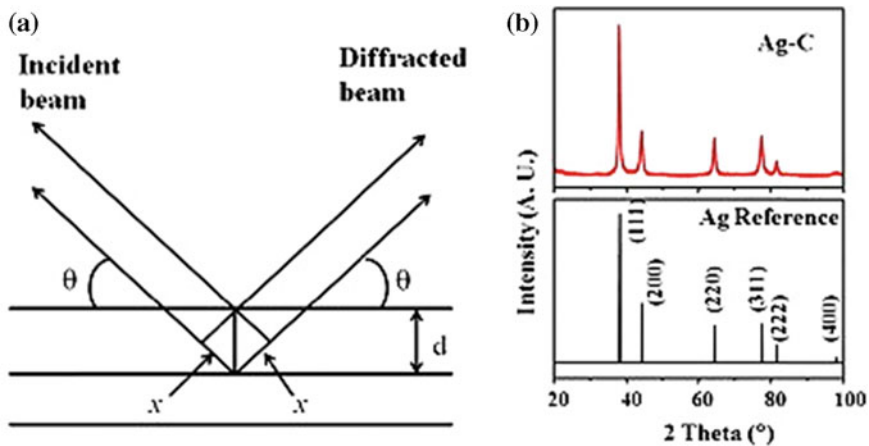 (a)
Incident
beam
Diffracted
beam
θ
θ
d
x
x
(b)
Ag-C
Intensity (A. U.)
Ag Reference
(111)
(200)
(220)
(311)
(222)
(400)
20
40
60
80
100
2 Theta (°)